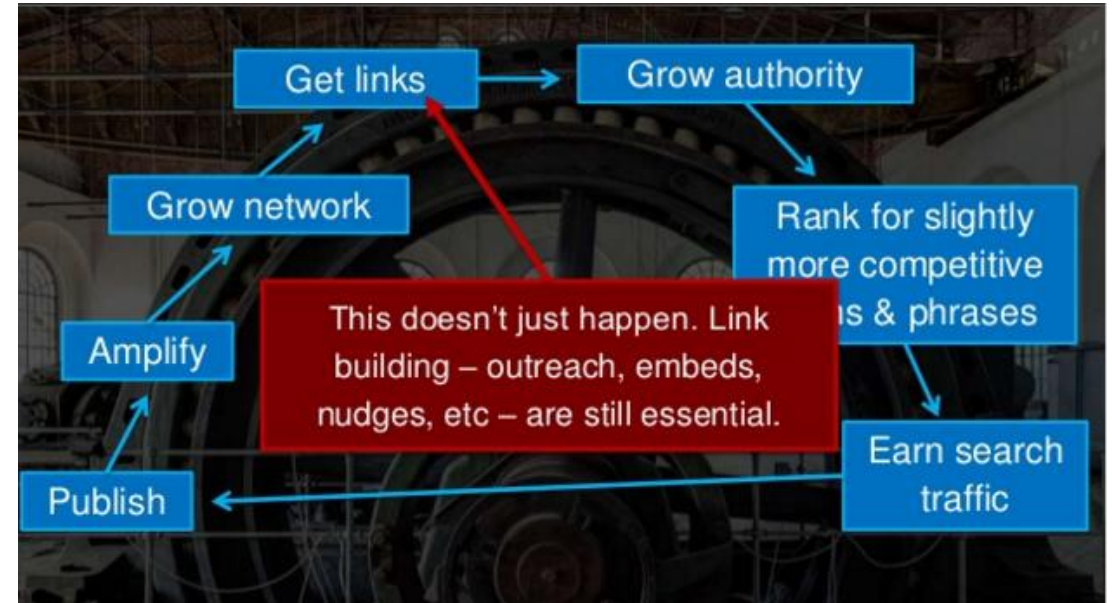 Get links
Grow authority
Grow network
Rank for slightly
more competitive
& phrases
This doesn't just happen. Link
building – outreach, embeds,
nudges, etc – are still essential.
Amplify
Earn search
traffic
Publish